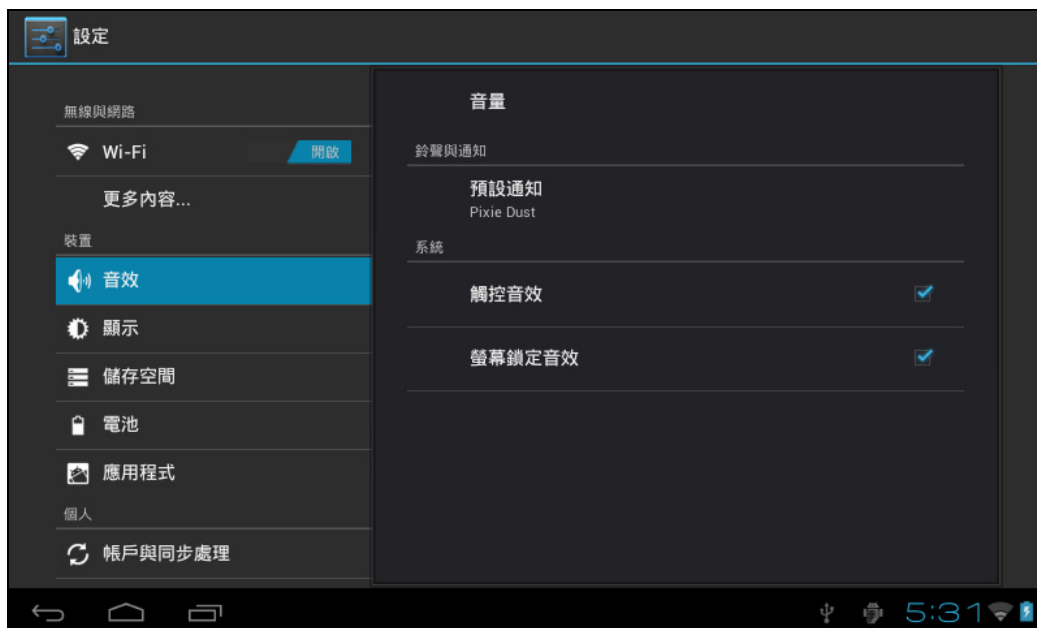 設定
無線與網路
Wi-Fi 開啟
更多內容...
裝置
音效
顯示
儲存空間
電池
應用程式
個人
帳戶與同步處理
音量
鈴聲與通知
預設通知
Pixie Dust
系統
觸控音效
螢幕鎖定音效
5:31